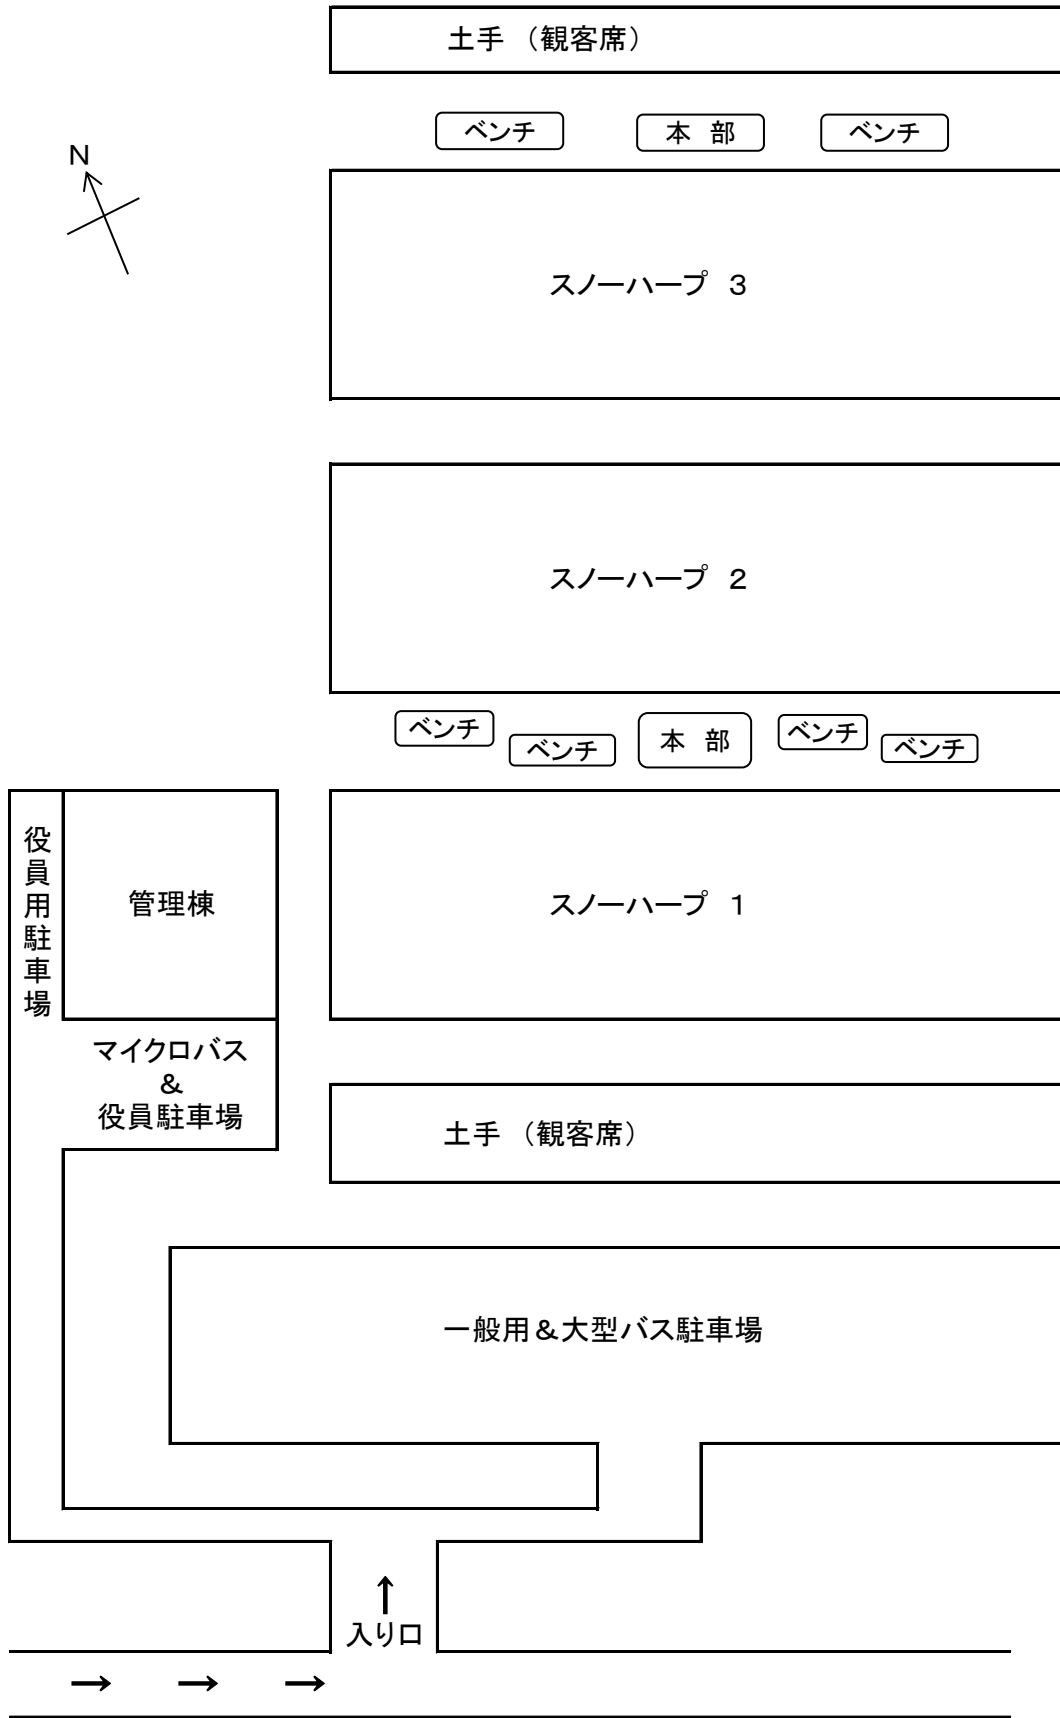 土手 （観客席）
ベンチ
本 部
ベンチ
N
スノーハープ 3
スノーハープ 2
ベンチ
ベンチ
本 部
ベンチ
ベンチ
役員用駐車場
管理棟
スノーハープ 1
マイクロバス
&
役員駐車場
土手 （観客席）
一般用&大型バス駐車場
↑
入り口
→ → →